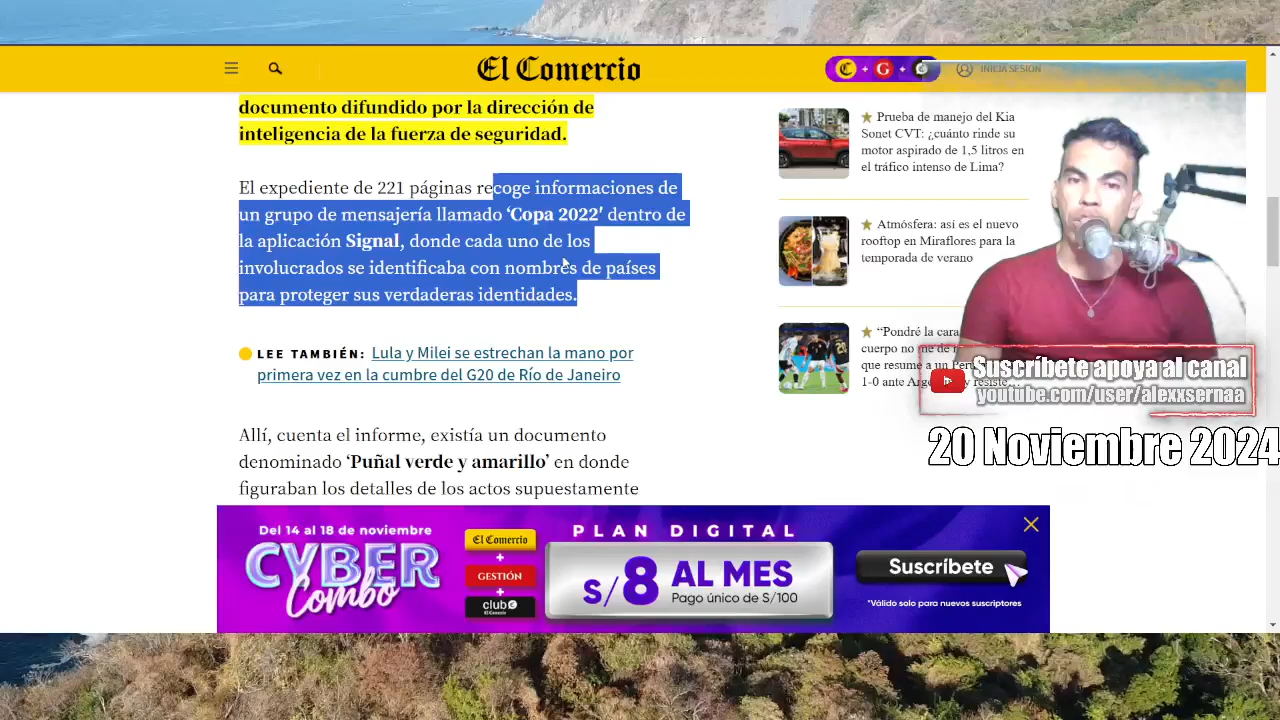 El Comercio
INICIA SESIÓN
documento difundido por la dirección de
inteligencia de la fuerza de seguridad.
El expediente de 221 páginas recoge informaciones de
un grupo de mensajería llamado ‘Copa 2022’ dentro de
la aplicación Signal, donde cada uno de los
involucrados se identificaba con nombres de países
para proteger sus verdaderas identidades.
LEE TAMBIÉN: Lula y Milei se estrechan la mano por
primera vez en la cumbre del G20 de Río de Janeiro
Allí, cuenta el informe, existía un documento
denominado ‘Puñal verde y amarillo’ en donde
figuraban los detalles de los actos supuestamente
Prueba de manejo del Kia
Sonet CVT: ¿cuánto rinde su
motor aspirado de 1,5 litros en
el tráfico intenso de Lima?
Atmósfera: así es el nuevo
rooftop en Miraflores para la
temporada de verano
“Pondré la cara
cuerpo no me de
que resume a un
1-0 ante
Suscríbete apoya al canal
youtube.com/user/alexxsernaa
20 Noviembre 2024
Del 14 al 18 de noviembre
CYBER
Combo
El Comercio
+
GESTIÓN
+
club
PLAN DIGITAL
S/8 AL MES
Pago único de S/100
Suscríbete
*Válido solo para nuevos suscriptores